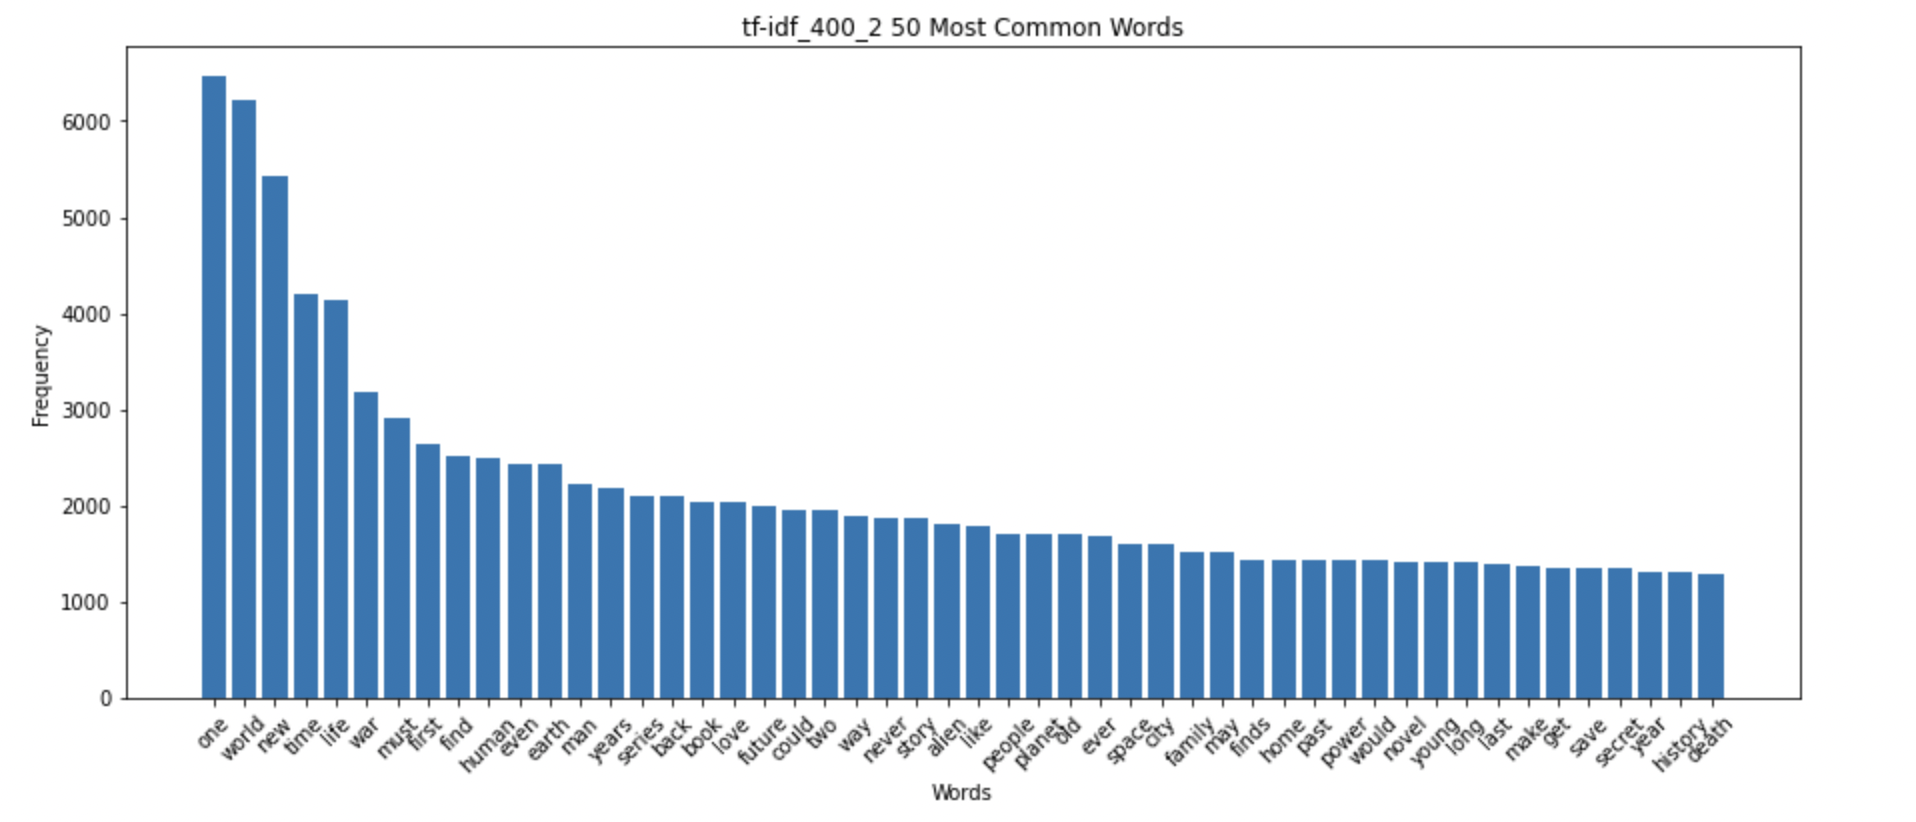 tf-idf_400_2 50 Most Common Words
6000
5000
4000
3000
2000
1000
0
Frequency
one world new time life war must first find human even earth man years series back book love future could two way never story alien like people planet old ever space city family may finds home past power would novel young long last make get save secret year history death
Words